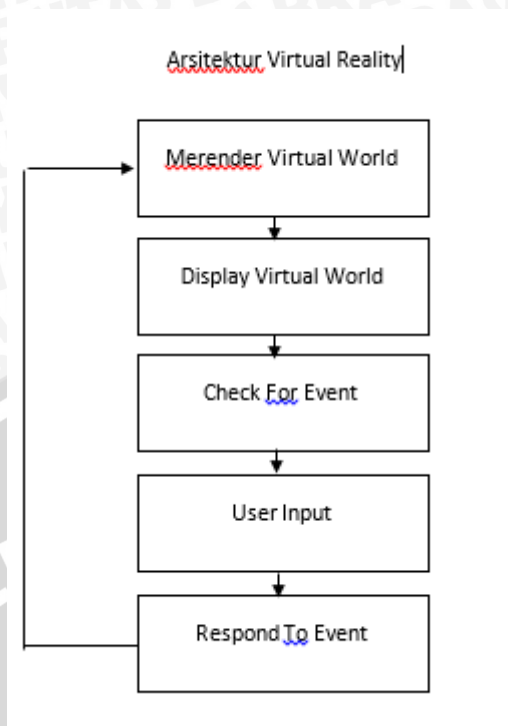 Arsitektur Virtual Reality
Merender Virtual World
Display Virtual World
Check For Event
User Input
Respond To Event